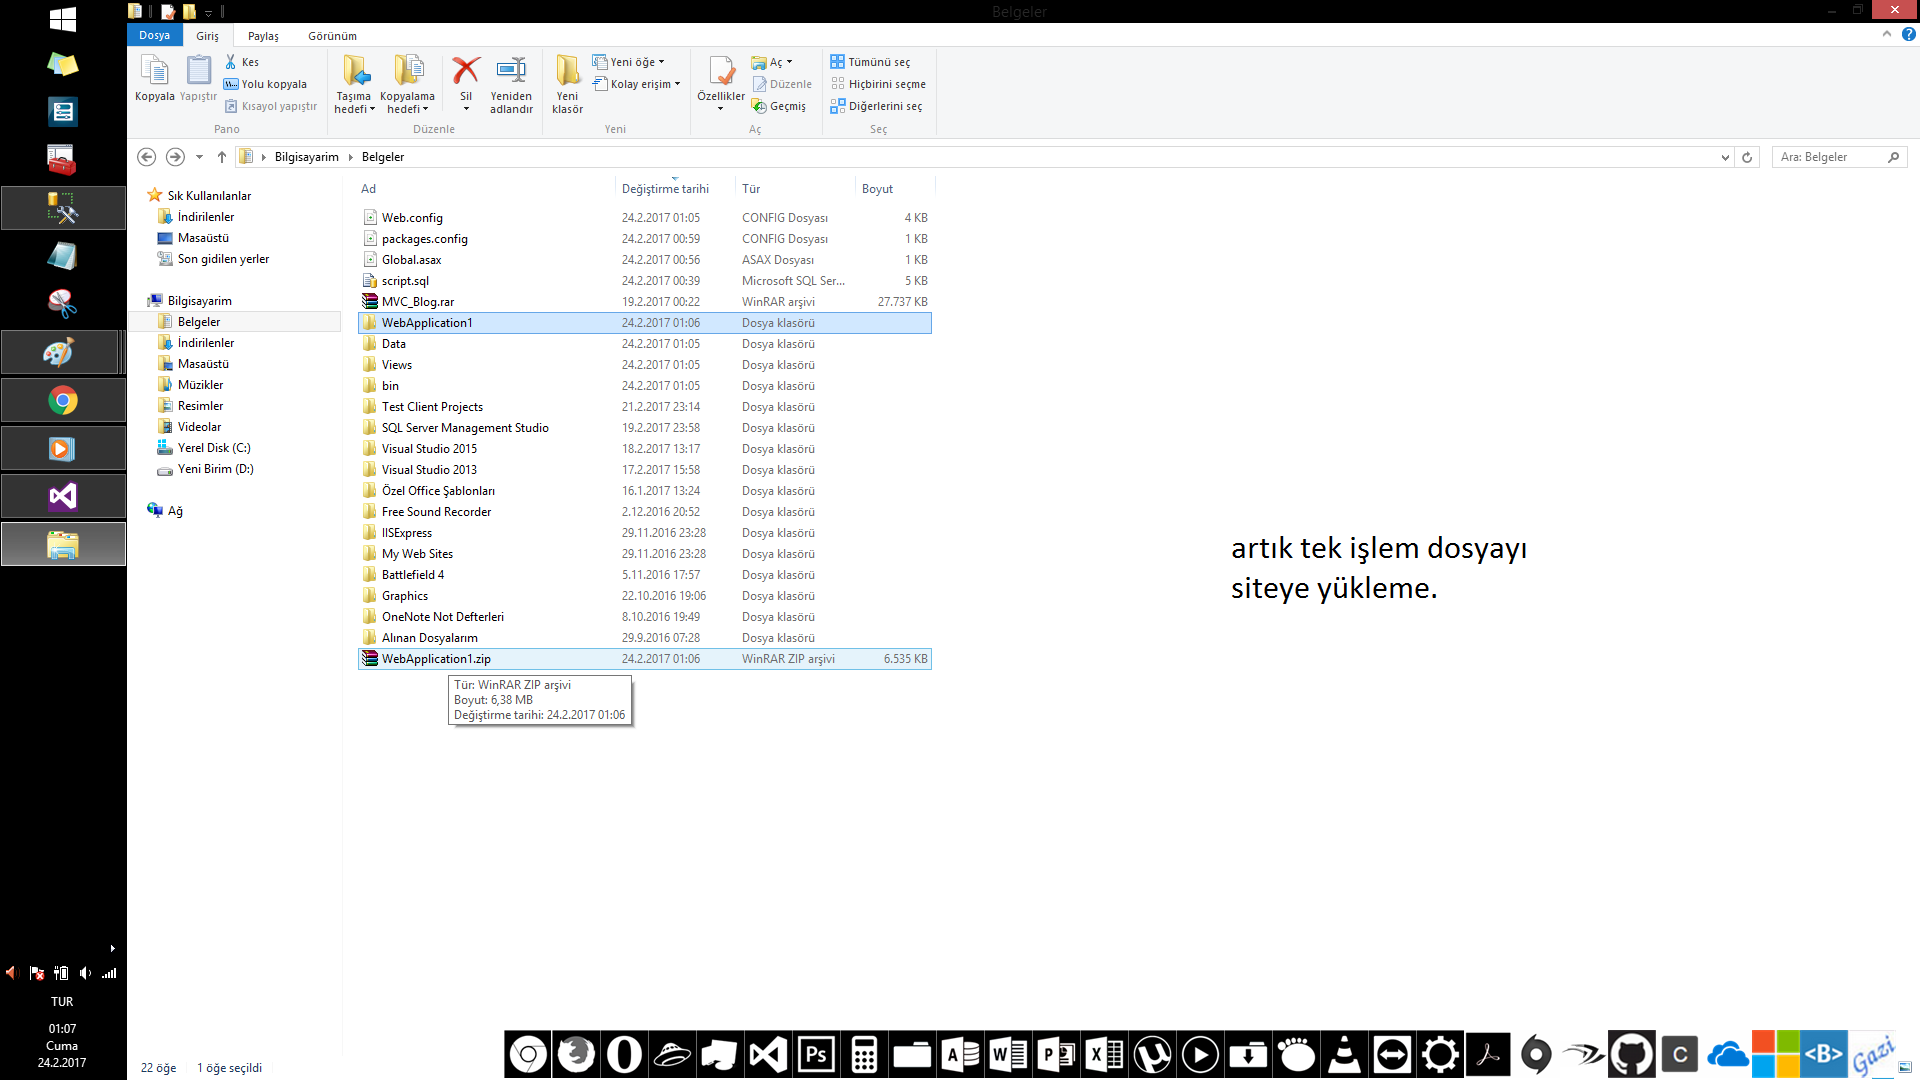 Belgeler
Dosya Giriş Paylaş Görünüm
Kopyala Yapıştır Kes Yolu kopyala Kısayol yapıştır Pano
Taşıma hedefi Kopyalama hedefi Sil Yeniden adlandır Düzenle
Yeni klasör Yeni öğe Kolay erişim Yeni
Özellikler Aç Düzenle Geçmiş Aç
Tümünü seç Hiçbirini seçme Diğerlerini seç Seç
Bilgisayarim Belgeler Ara: Belgeler
Sık Kullanılanlar
İndirilenler
Masaüstü
Son gidilen yerler
Bilgisayarim
Belgeler
İndirilenler
Masaüstü
Müzikler
Resimler
Videolar
Yerel Disk (C:)
Yeni Birim (D:)
Ağ
Ad Değiştirme tarihi Tür Boyut
Web.config 24.2.2017 01:05 CONFIG Dosyası 4 KB
packages.config 24.2.2017 00:59 CONFIG Dosyası 1 KB
Global.asax 24.2.2017 00:56 ASAX Dosyası 1 KB
script.sql 24.2.2017 00:39 Microsoft SQL Ser... 5 KB
MVC_Blog.rar 19.2.2017 00:22 WinRAR arşivi 27.737 KB
WebApplication1 24.2.2017 01:06 Dosya klasörü
Data 24.2.2017 01:05 Dosya klasörü
Views 24.2.2017 01:05 Dosya klasörü
bin 24.2.2017 01:05 Dosya klasörü
Test Client Projects 21.2.2017 23:14 Dosya klasörü
SQL Server Management Studio 19.2.2017 23:58 Dosya klasörü
Visual Studio 2015 18.2.2017 13:17 Dosya klasörü
Visual Studio 2013 17.2.2017 15:58 Dosya klasörü
Özel Office Şablonları 16.1.2017 13:24 Dosya klasörü
Free Sound Recorder 2.12.2016 20:52 Dosya klasörü
IISExpress 29.11.2016 23:28 Dosya klasörü
My Web Sites 29.11.2016 23:28 Dosya klasörü
Battlefield 4 5.11.2016 17:57 Dosya klasörü
Graphics 22.10.2016 19:06 Dosya klasörü
OneNote Not Defterleri 8.10.2016 19:49 Dosya klasörü
Alınan Dosyalarım 29.9.2016 07:28 Dosya klasörü
WebApplication1.zip 24.2.2017 01:06 WinRAR ZIP arşivi 6.535 KB
Tür: WinRAR ZIP arşivi
Boyut: 6,38 MB
Değiştirme tarihi: 24.2.2017 01:06
artık tek işlem dosyayı
siteye yükleme.
TUR
01:07
Cuma
24.2.2017
22 öğe 1 öğe seçildi
Ps
A
W
P
X
C
<B>
Gazi